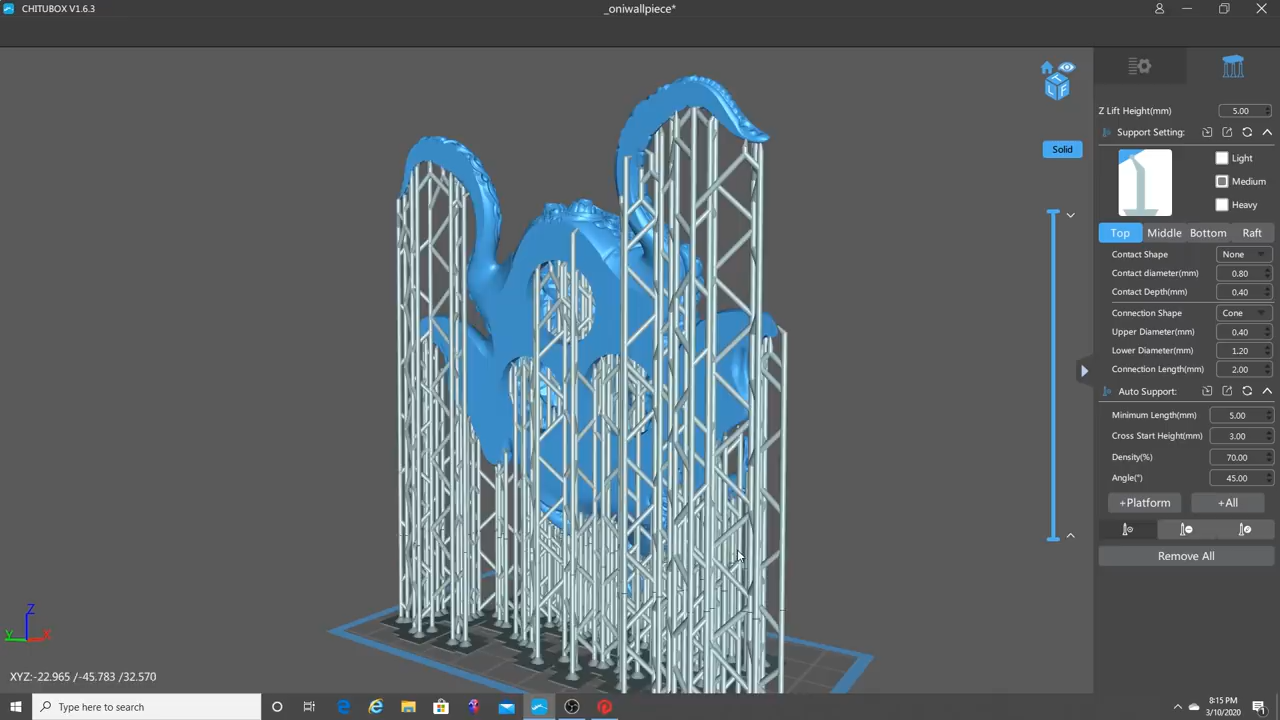 CHITUBOX V1.6.3
_oniwallpiece*
T
L F
Z Lift Height(mm) 5.00
Support Setting:
Light
Medium
Heavy
Solid
Top Middle Bottom Raft
Contact Shape None
Contact diameter(mm) 0.80
Contact Depth(mm) 0.40
Connection Shape Cone
Upper Diameter(mm) 0.40
Lower Diameter(mm) 1.20
Connection Length(mm) 2.00
Auto Support:
Minimum Length(mm) 5.00
Cross Start Height(mm) 3.00
Density(%) 70.00
Angle(°) 45.00
+Platform +All
Remove All
Z
Y X
XYZ:-22.965 /-45.783 /32.570
Type here to search
8:15 PM
3/10/2020